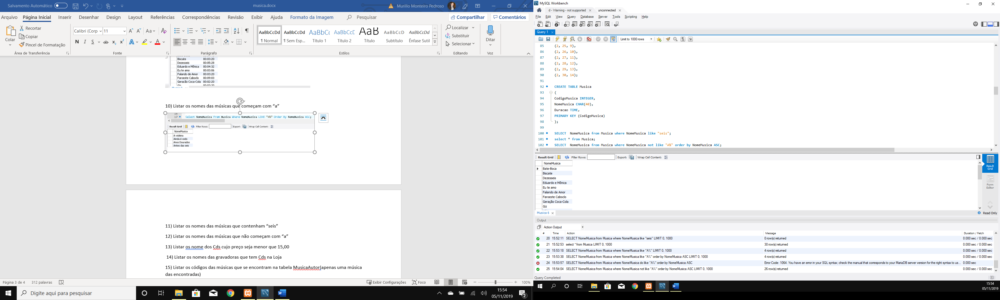 Salvamento Automático
musica.docx
Murillo Monteiro Pedroso
Arquivo Página Inicial Inserir Desenhar Design Layout Referências Correspondências Revisão Exibir Ajuda Formato da Imagem Pesquisar Compartilhar Comentários
Colar
Recortar
Copiar
Pincel de Formatação
Área de Transferência
Calibri (Corp 11
N I S ab x₂ x² A A
Fonte
Parágrafo
AaBbCcDd AaBbCcDd AaBbCc AaBbCcE AaB AaBbCcD AaBbCcDd
¶ Normal ¶ Sem Esp... Título 1 Título 2 Título Subtítulo Ênfase Sutil
Estilos
Localizar
Substituir
Selecionar
Editando
Ditar
Voz
Biscate 00:03:20
Dezesseis 00:05:28
Eduardo e Mônica 00:04:32
Eu te amo 00:03:06
Falando de Amor 00:03:20
Faroeste Caboclo 00:09:03
Geracão Coca-Cola 00:02:20
Giz 00:03:20
10) Listar os nomes das músicas que começam com “a”
16
17 Select NomeMusica From Musica Where NomeMusica LIKE "A%" Order By NomeMusica ASC;
Result Grid Filter Rows: Export: Wrap Cell Content:
NomeMusica
A violeira
Ainda é cedo
Anos Dourados
Antes das seis
11) Listar os nomes das músicas que contenham “seis”
12) Listar os nomes das músicas que não começam com “a”
13) Listar os nome dos Cds cujo preço seja menor que 15,00
14) Listar os nomes das gravadoras que tem Cds na Loja
15) Listar os códigos das músicas que se encontram na tabela MusicaAutor(apenas uma música
das encontradas)
Página 3 de 4 312 palavras Exibir Configurações Foco 100%
Digite aqui para pesquisar
15:54
05/11/2019
2
MySQL Workbench
d - Warning - not supported unconnected
File Edit View Query Database Server Tools Scripting Help
Query 1
Limit to 1000 rows
85 (2, 25, 9),
86 (2, 26, 10),
87 (2, 27, 11),
88 (2, 28, 12),
89 (2, 29, 13),
90 (2, 30, 14);
91
92 CREATE TABLE Musica
93 (
94 CodigoMusica INTEGER,
95 NomeMusica CHAR(40),
96 Duracao TIME,
97 PRIMARY KEY (CodigoMusica)
98 );
99
100 SELECT NomeMusica from Musica where NomeMusica like "seis";
101 select * from Musica;
102 SELECT NomeMusica from Musica where NomeMusica not like "A%" order by NomeMusica ASC;
Result Grid Filter Rows: Export: Wrap Cell Content:
NomeMusica
Bate-Boca
Biscate
Dezesseis
Eduardo e Mônica
Eu te amo
Falando de Amor
Faroeste Caboclo
Geração Coca-Cola
Giz
Result Grid
Form Editor
Musica 6
Read Only
Output
Action Output
# Time Action Message Duration / Fetch
20 15:52:11 SELECT NomeMusica from Musica where NomeMusica like "seis" LIMIT 0, 1000 0 row(s) returned 0.000 sec / 0.000 sec
21 15:52:53 select * from Musica LIMIT 0, 1000 30 row(s) returned 0.000 sec / 0.000 sec
22 15:53:18 SELECT NomeMusica from Musica where NomeMusica like "A%" LIMIT 0, 1000 4 row(s) returned 0.000 sec / 0.000 sec
23 15:53:38 SELECT NomeMusica from Musica where NomeMusica like "A%" order by NomeMusica ASC LIMIT 0, 1000 4 row(s) returned 0.000 sec / 0.000 sec
24 15:53:57 SELECT NomeMusica from Musica where NomeMusica do like "A%" order by NomeMusica ASC Error Code: 1064. You have an error in your SQL syntax; check the manual that corresponds to your MariaDB server version for the right syntax to us... 0.000 sec
25 15:54:04 SELECT NomeMusica from Musica where NomeMusica not like "A%" order by NomeMusica ASC LIMIT 0, 1000 26 row(s) returned 0.000 sec / 0.000 sec
Query Completed
15:54
05/11/2019